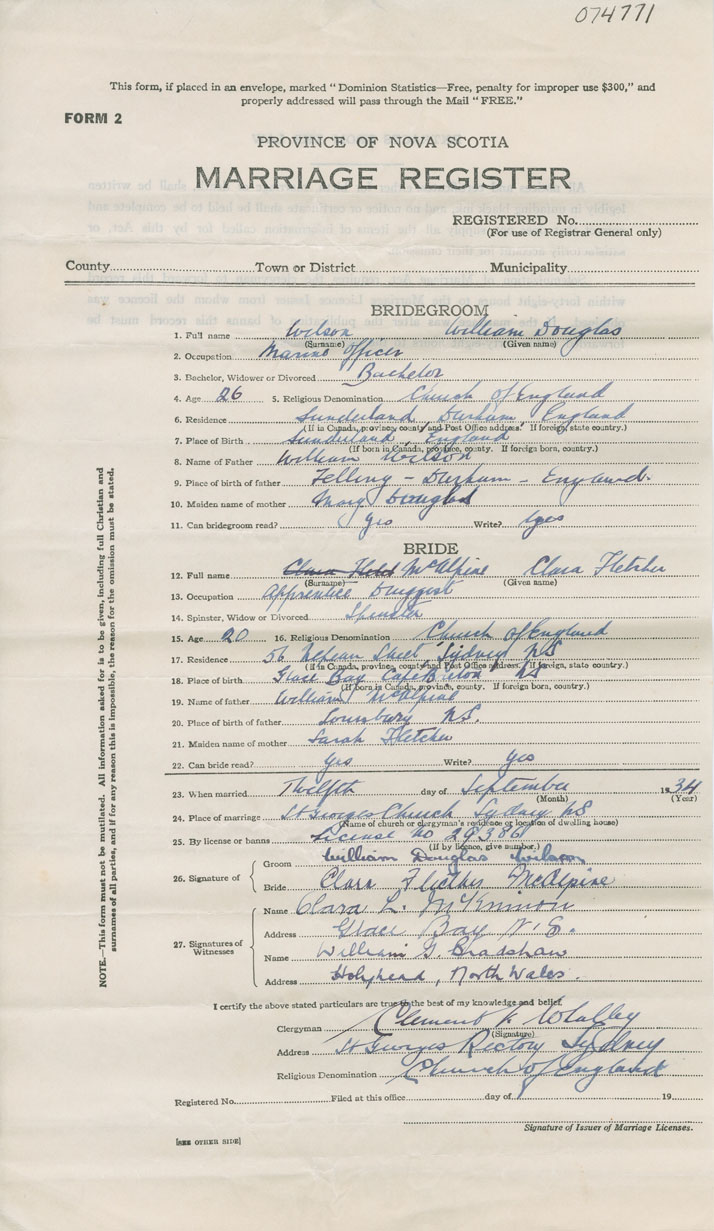 074771
This form, if placed in an envelope, marked "Dominion Statistics—Free, penalty for improper use $300," and
properly addressed will pass through the Mail "FREE."
FORM 2
PROVINCE OF NOVA SCOTIA
MARRIAGE REGISTER
REGISTERED No.
(For use of Registrar General only)
County Town or District Municipality
BRIDEGROOM
1. Full name Wilson William Douglas
(Surname) (Given name)
2. Occupation Marine Officer
3. Bachelor, Widower or Divorced Bachelor
4. Age 26 5. Religious Denomination Church of England
6. Residence Sunderland Durham England
(If in Canada, province, county and Post Office address. If foreign, state country.)
7. Place of Birth Sunderland England
(If born in Canada, province, county. If foreign born, country.)
8. Name of Father William Wilson
9. Place of birth of father Felling - Durham - England.
10. Maiden name of mother Mary Douglas
11. Can bridegroom read? Yes Write? Yes
BRIDE
12. Full name Clara Fletch McAlpine Clara Fletcher
(Surname) (Given name)
13. Occupation Apprentice Druggist
14. Spinster, Widow or Divorced Spinster
15. Age 20 16. Religious Denomination Church of England
17. Residence 56 Nepean Street Sydney NS
(If in Canada, province, county and Post Office address. If foreign, state country.)
18. Place of birth Glace Bay Cape Breton NS
(If born in Canada, province, county. If foreign born, country.)
19. Name of father William McAlpine
20. Place of birth of father Louisburg NS.
21. Maiden name of mother Sarah Fletcher
22. Can bride read? Yes Write? Yes
23. When married Twelfth day of September 1934
(Month) (Year)
24. Place of marriage St Georges Church Sydney NS
(Name of church or clergyman's residence or location of dwelling house)
25. By license or banns License no 29386
(If by licence, give number.)
26. Signature of Groom William Douglas Wilson
Bride Clara Fletcher McAlpine
27. Signatures of Witnesses
Name Clara L. McKinnon
Address Glace Bay N.S.
Name William G. Bradshaw
Address Holyhead, North Wales.
I certify the above stated particulars are true to the best of my knowledge and belief.
Clergyman Clement F Whalley
(Signature)
Address St Georges Rectory Sydney
Religious Denomination Church of England
Registered No. Filed at this office day of 19
Signature of Issuer of Marriage Licenses.
[SEE OTHER SIDE]
NOTE.—This form must not be mutilated. All information asked for is to be given, including full Christian and
surnames of all parties, and if for any reason this is impossible, the reason for the omission must be stated.